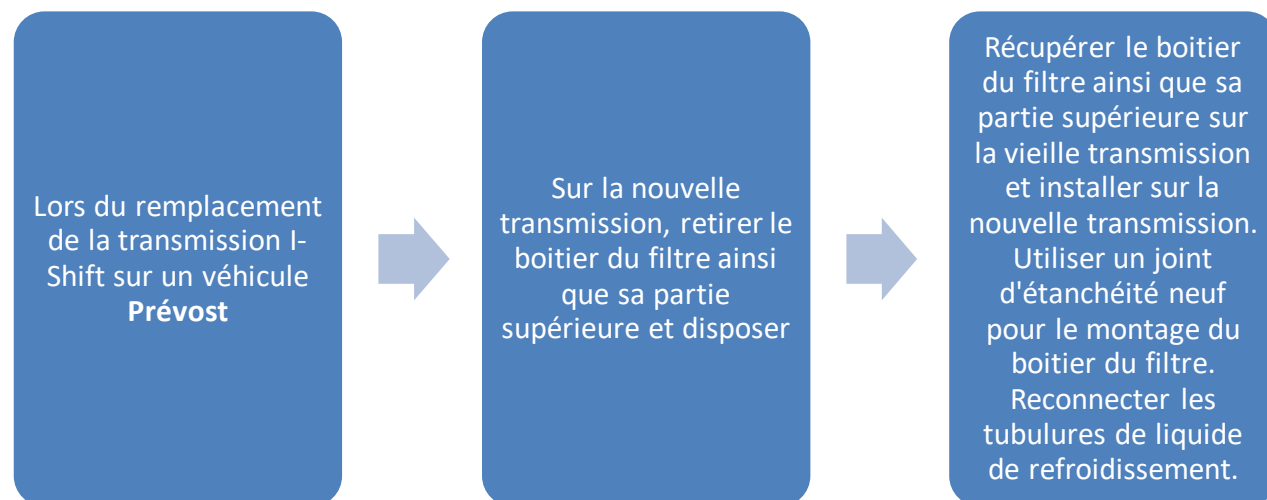 Lors du remplacement
de la transmission I-
Shift sur un véhicule
Prévost
Sur la nouvelle
transmission, retirer le
boitier du filtre ainsi
que sa partie
supérieure et disposer
Récupérer le boitier
du filtre ainsi que sa
partie supérieure sur
la vieille transmission
et installer sur la
nouvelle transmission.
Utiliser un joint
d'étanchéité neuf
pour le montage du
boitier du filtre.
Reconnecter les
tubulures de liquide
de refroidissement.